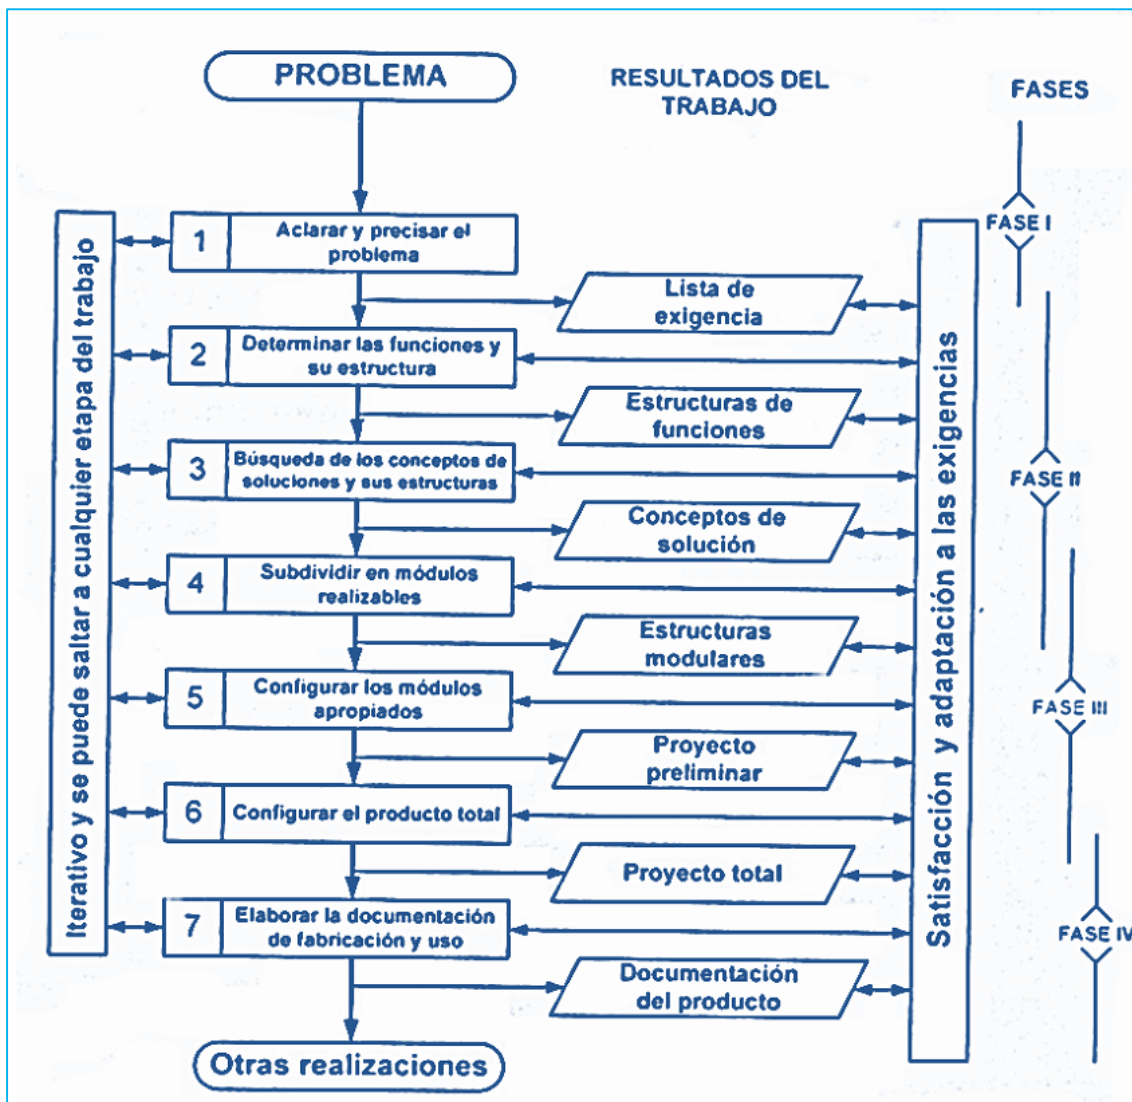 PROBLEMA
RESULTADOS DEL
TRABAJO
FASES
Iterativo y se puede saltar a cualquier etapa del trabajo
1
Aclarar y precisar el
problema
Lista de
exigencia
2
Determinar las funciones y
su estructura
Estructuras de
funciones
3
Búsqueda de los conceptos de
soluciones y sus estructuras
Conceptos de
solución
4
Subdividir en módulos
realizables
Estructuras
modulares
5
Configurar los módulos
apropiados
Proyecto
preliminar
6
Configurar el producto total
Proyecto total
7
Elaborar la documentación
de fabricación y uso
Documentación
del producto
Otras realizaciones
Satisfacción y adaptación a las exigencias
FASE I
FASE II
FASE III
FASE IV